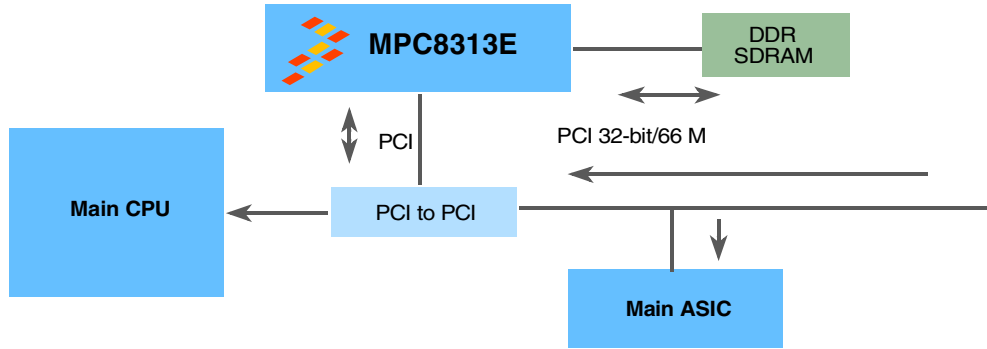 MPC8313E
DDR
SDRAM
PCI
PCI 32-bit/66 M
Main CPU
PCI to PCI
Main ASIC